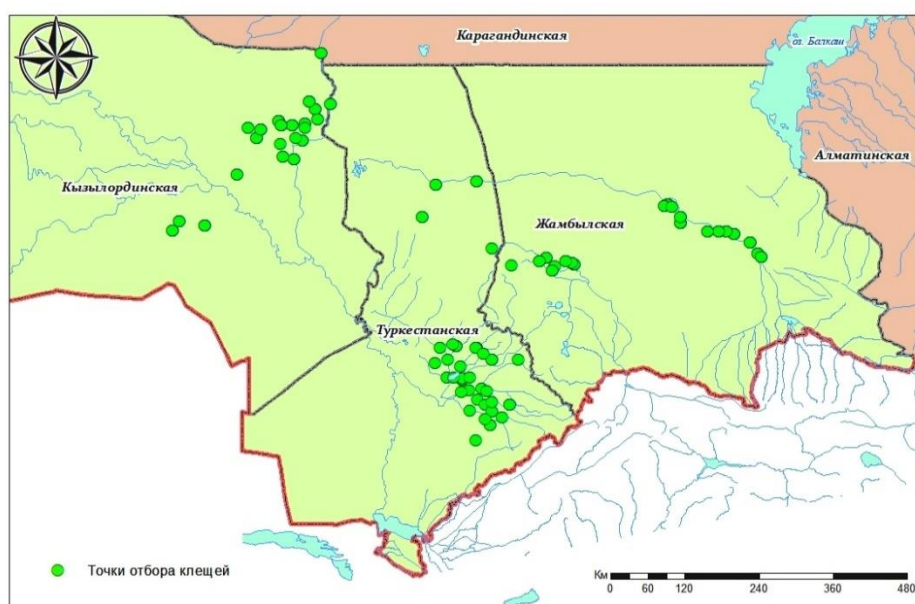 Карагандинская
оз. Балкаш
Алматинская
Кызылординская
Жамбылская
Туркестанская
Точки отбора клещей
Км
0 60 120 240 360 480